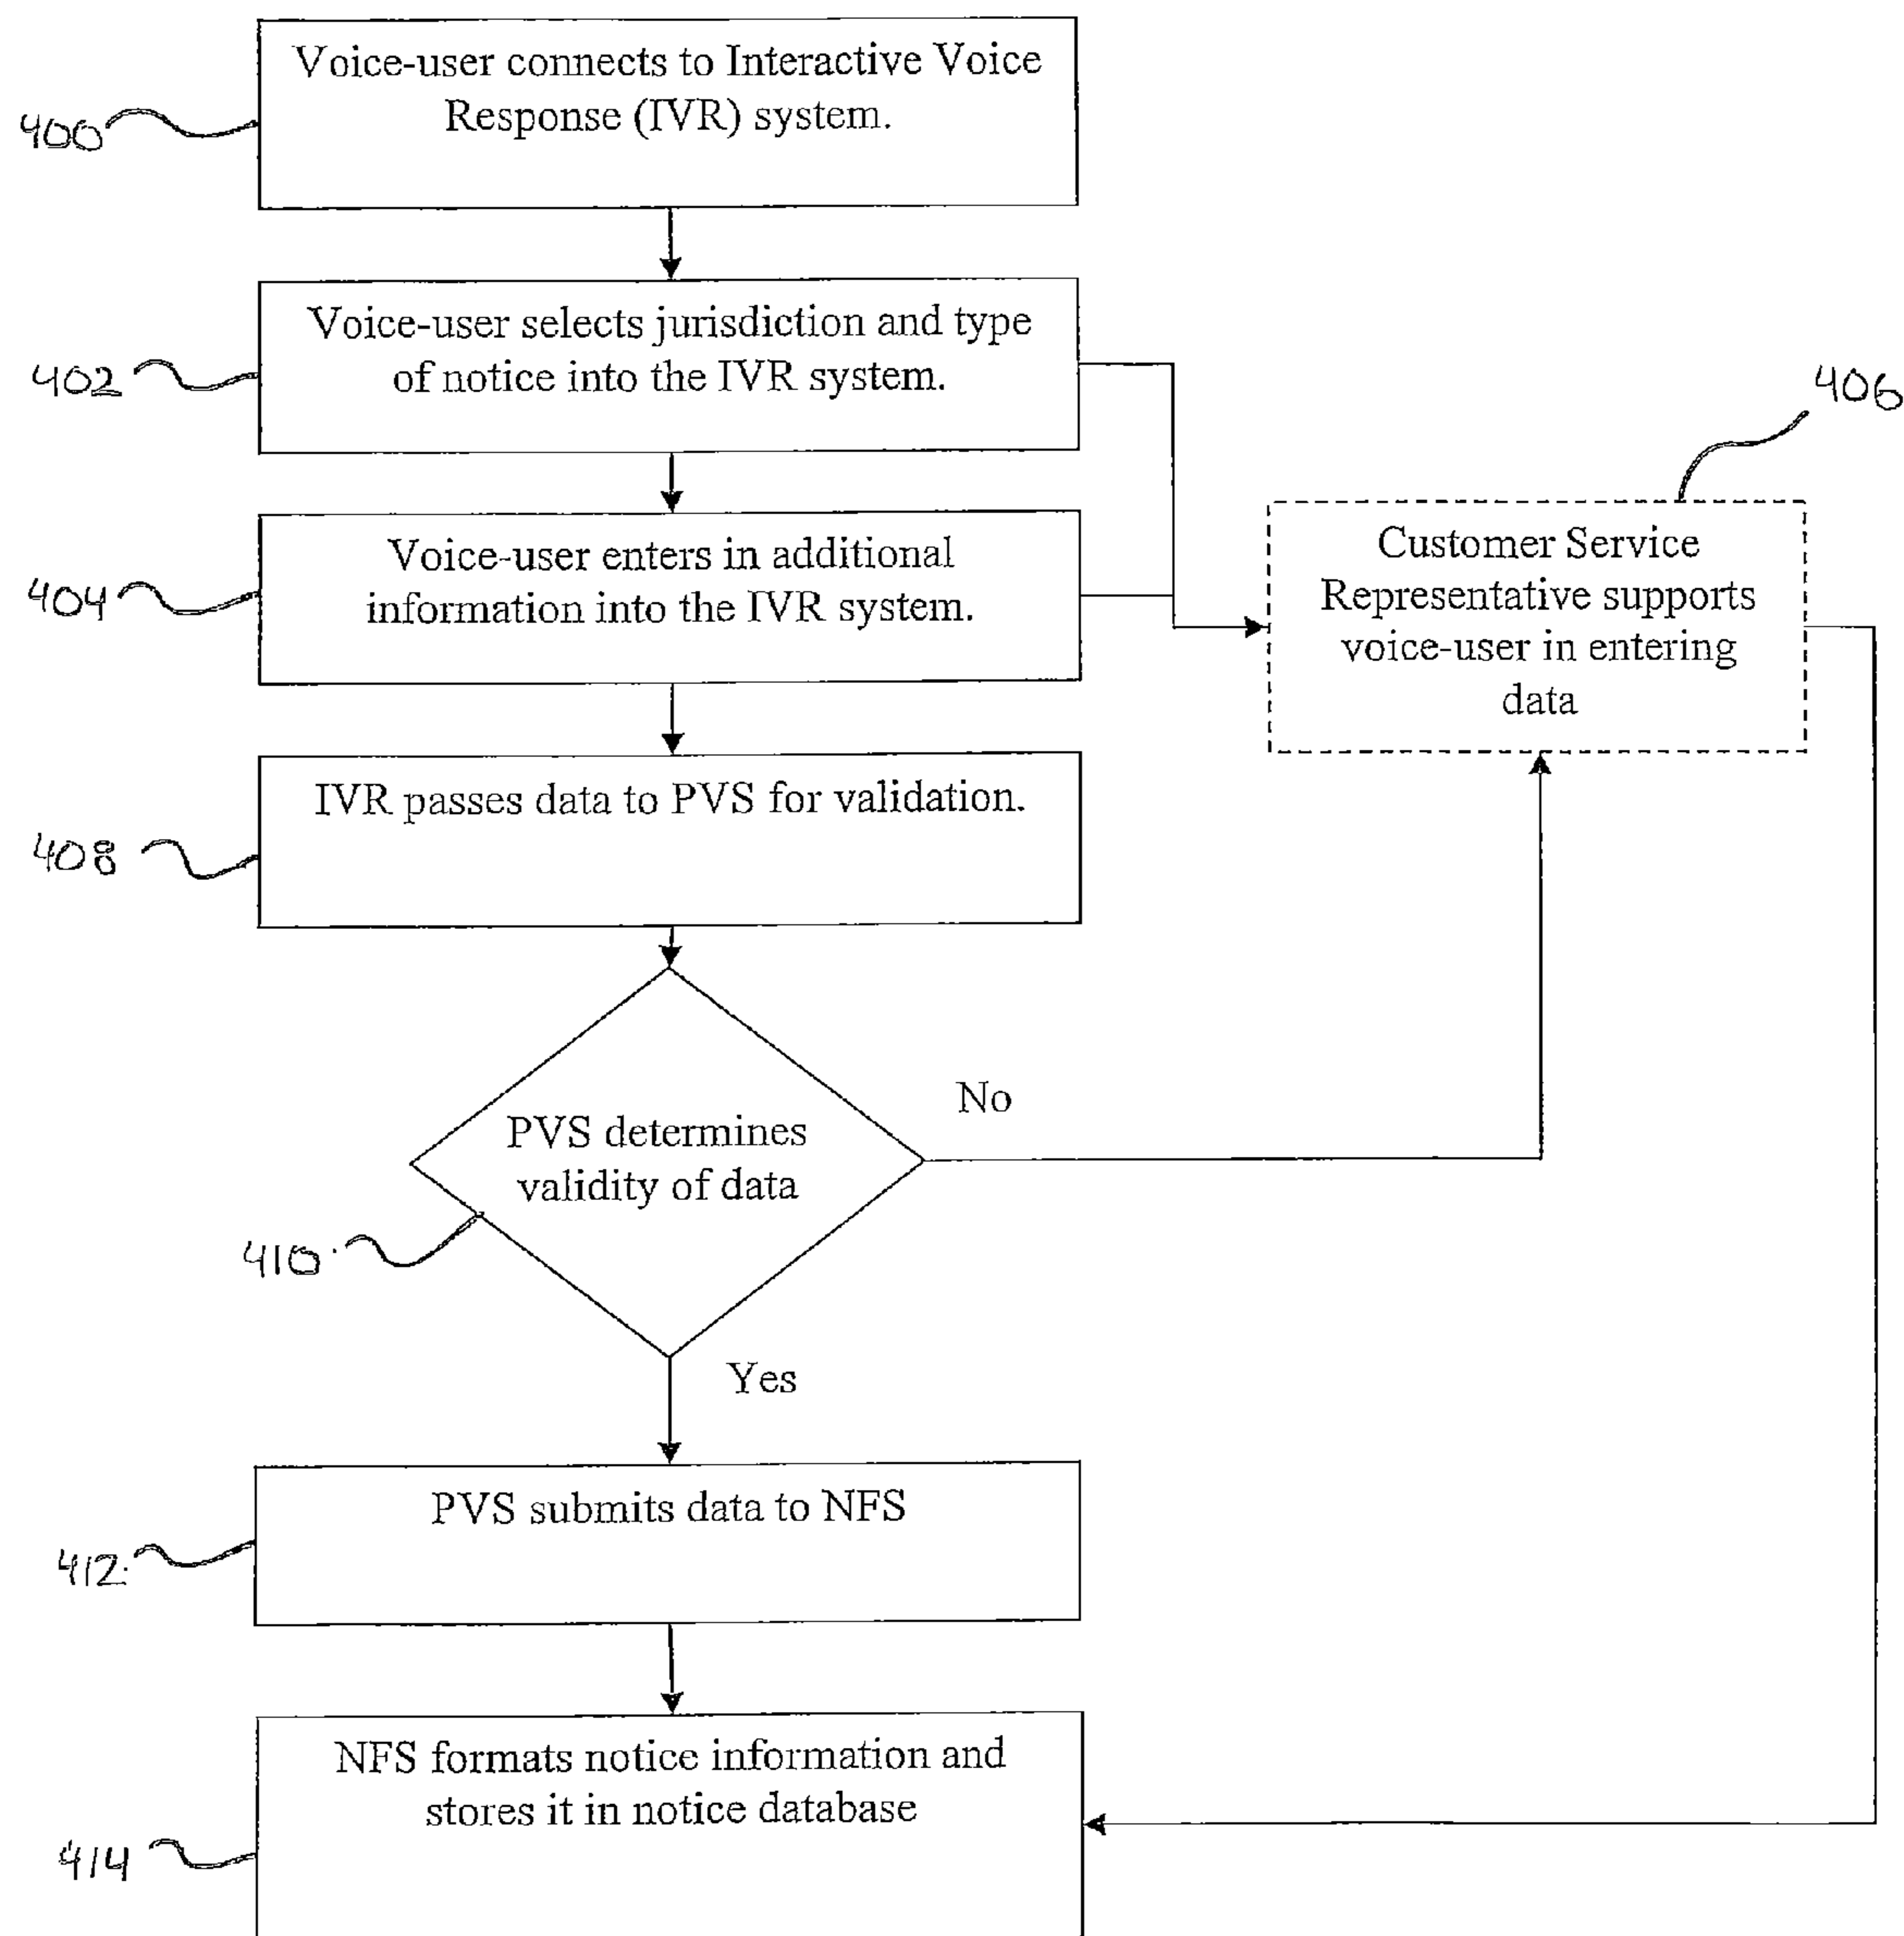 Voice-user connects to Interactive Voice
Response (IVR) system.
400
Voice-user selects jurisdiction and type
of notice into the IVR system.
402
406
Voice-user enters in additional
information into the IVR system.
404
Customer Service
Representative supports
voice-user in entering
data
IVR passes data to PVS for validation.
408
PVS determines
validity of data
No
410
Yes
PVS submits data to NFS
412
NFS formats notice information and
stores it in notice database
414